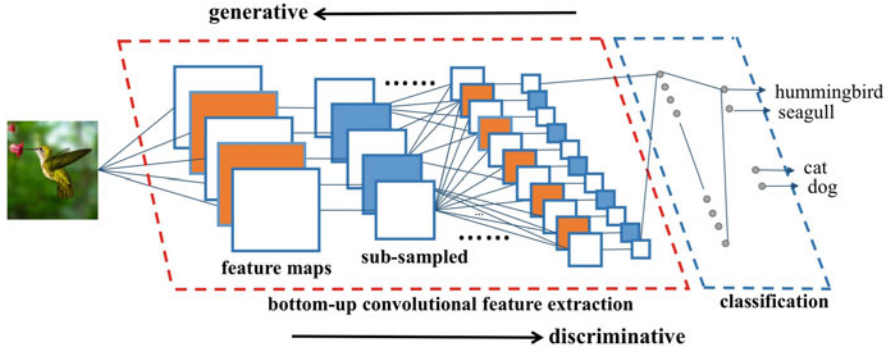 generative
......
hummingbird
seagull
cat
dog
...
......
feature maps
sub-sampled
bottom-up convolutional feature extraction
classification
discriminative